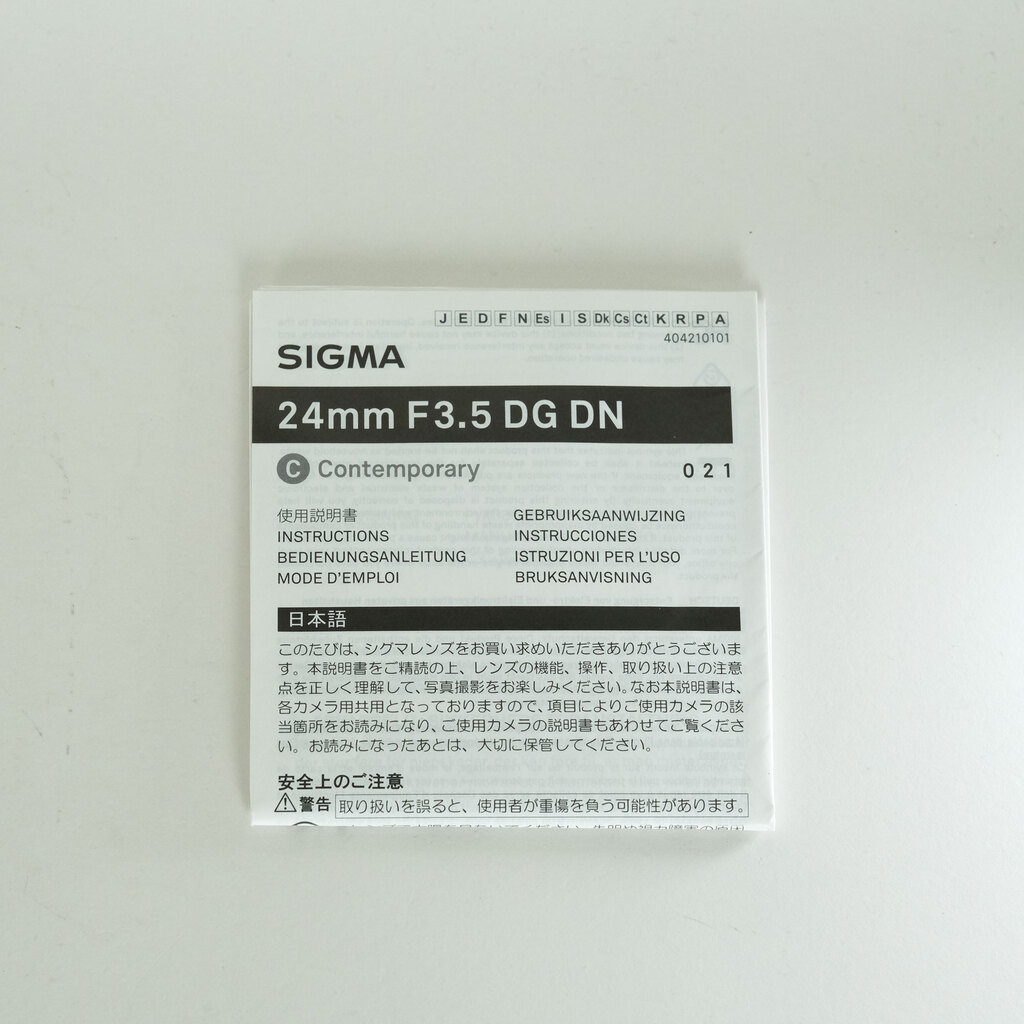 J E D F N Es I S Dk Cs Ct K R P A
404210101
SIGMA
24mm F3.5 DG DN
C Contemporary 021
使用説明書
INSTRUCTIONS
BEDIENUNGSANLEITUNG
MODE D'EMPLOI
GEBRUIKSAANWIJZING
INSTRUCCIONES
ISTRUZIONI PER L'USO
BRUKSANVISNING
日本語
このたびは、シグマレンズをお買い求めいただきありがとうございま
す。本説明書をご精読の上、レンズの機能、操作、取り扱い上の注意
点を正しく理解して、写真撮影をお楽しみください。なお本説明書は、
各カメラ用共用となっておりますので、項目によりご使用カメラの該
当箇所をお読みになり、ご使用カメラの説明書もあわせてご覧くださ
い。お読みになったあとは、大切に保管してください。
安全上のご注意
警告 取り扱いを誤ると、使用者が重傷を負う可能性があります。